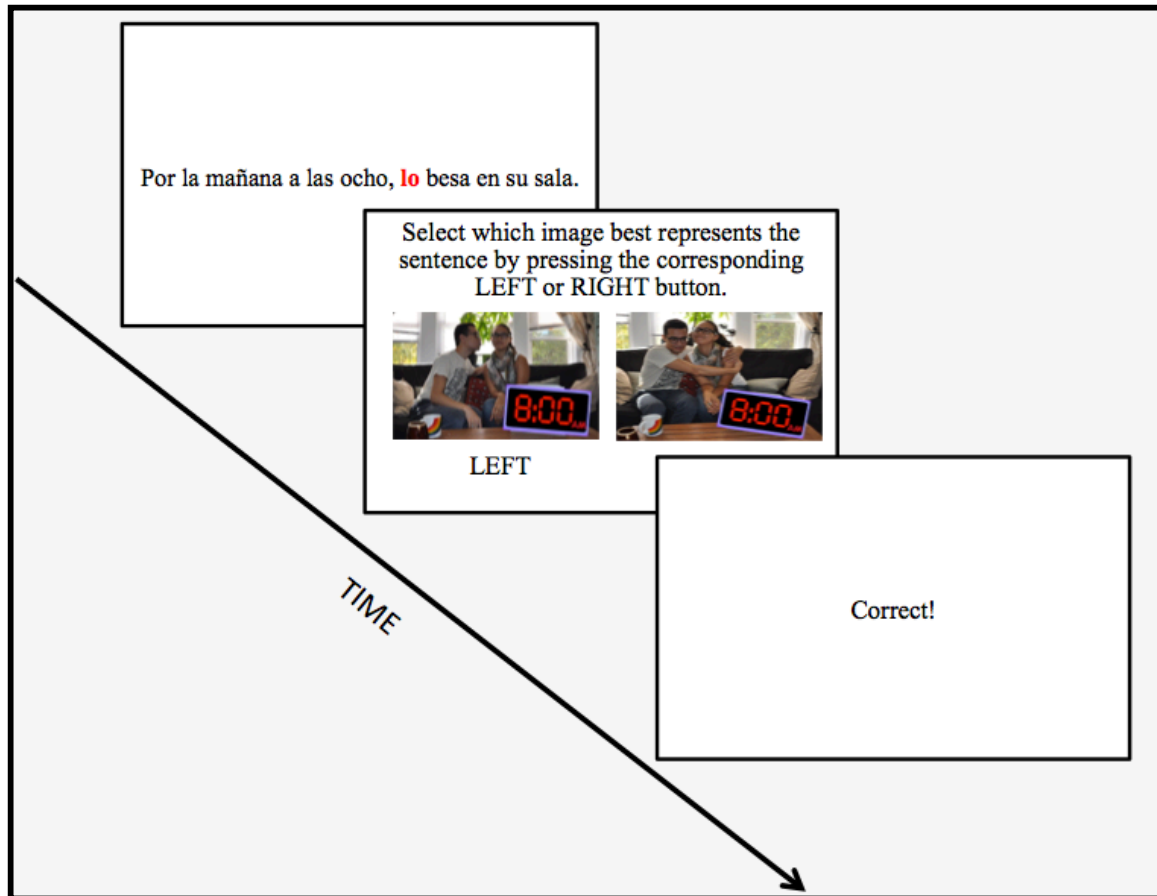 Por la mañana a las ocho, lo besa en su sala.
Select which image best represents the
sentence by pressing the corresponding
LEFT or RIGHT button.
8:00 AM
8:00 AM
LEFT
Correct!
TIME